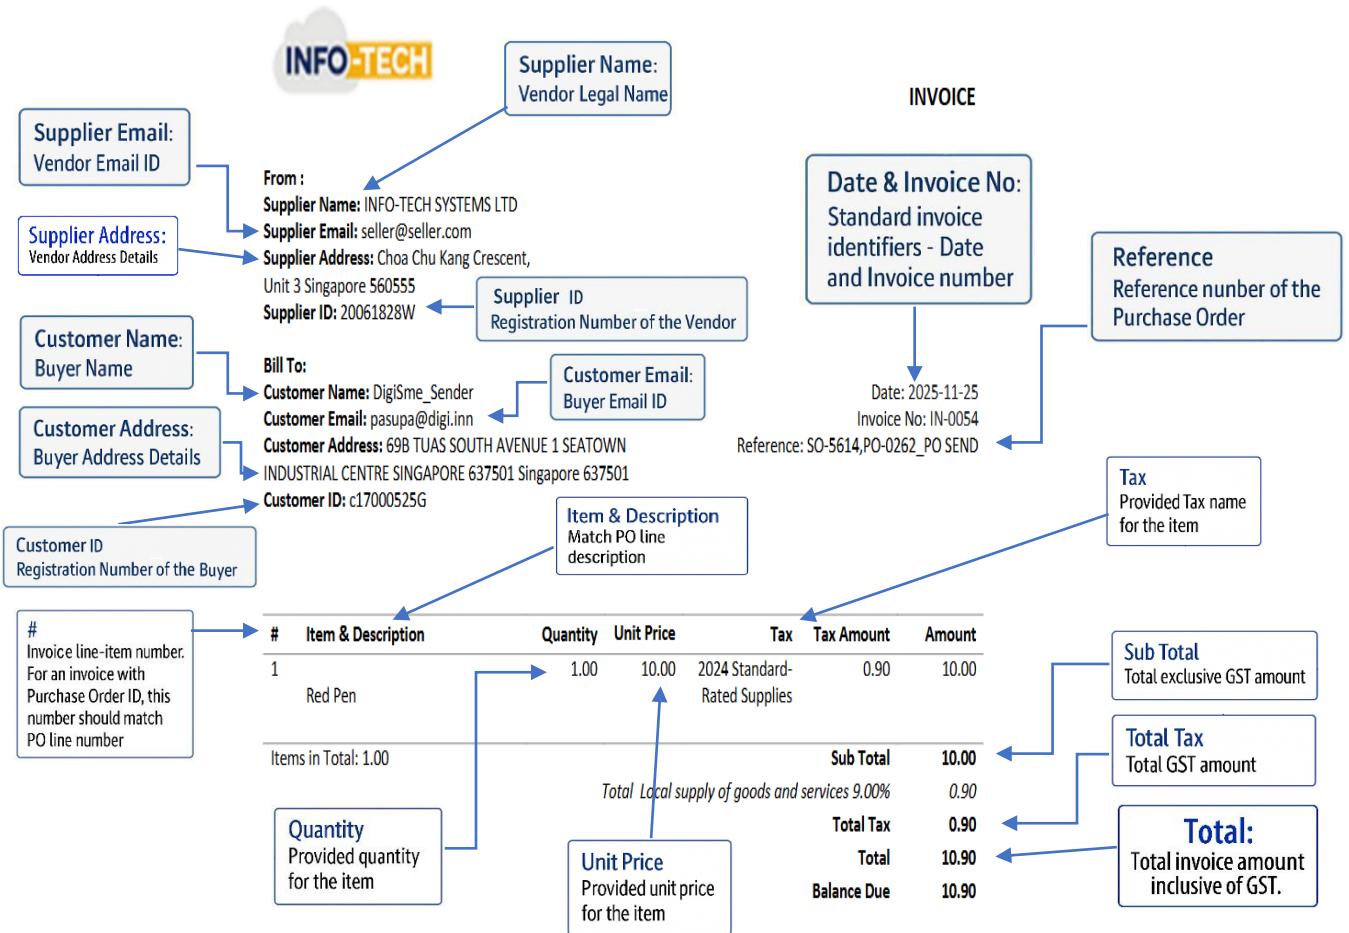 INFO-TECH
Supplier Name:
Vendor Legal Name
INVOICE
Supplier Email:
Vendor Email ID
Date & Invoice No:
Standard invoice
identifiers - Date
and Invoice number
From :
Supplier Name: INFO-TECH SYSTEMS LTD
Supplier Email: seller@seller.com
Supplier Address:
Vendor Address Details
Supplier Address: Choa Chu Kang Crescent,
Unit 3 Singapore 560555
Supplier ID: 20061828W
Supplier ID
Registration Number of the Vendor
Reference
Reference nunber of the
Purchase Order
Customer Name:
Buyer Name
Bill To:
Customer Name: DigiSme_Sender
Customer Email: pasupa@digi.inn
Customer Email:
Buyer Email ID
Date: 2025-11-25
Invoice No: IN-0054
Reference: SO-5614,PO-0262_PO SEND
Customer Address:
Buyer Address Details
Customer Address: 69B TUAS SOUTH AVENUE 1 SEATOWN
INDUSTRIAL CENTRE SINGAPORE 637501 Singapore 637501
Customer ID: c17000525G
Tax
Provided Tax name
for the item
Item & Description
Match PO line
description
Customer ID
Registration Number of the Buyer
#
Invoice line-item number.
For an invoice with
Purchase Order ID, this
number should match
PO line number
# Item & Description Quantity Unit Price Tax Tax Amount Amount
1 1.00 10.00 2024 Standard- 0.90 10.00
Red Pen Rated Supplies
Sub Total
Total exclusive GST amount
Items in Total: 1.00 Sub Total 10.00
Total Local supply of goods and services 9.00% 0.90
Total Tax 0.90
Total 10.90
Balance Due 10.90
Total Tax
Total GST amount
Quantity
Provided quantity
for the item
Unit Price
Provided unit price
for the item
Total:
Total invoice amount
inclusive of GST.